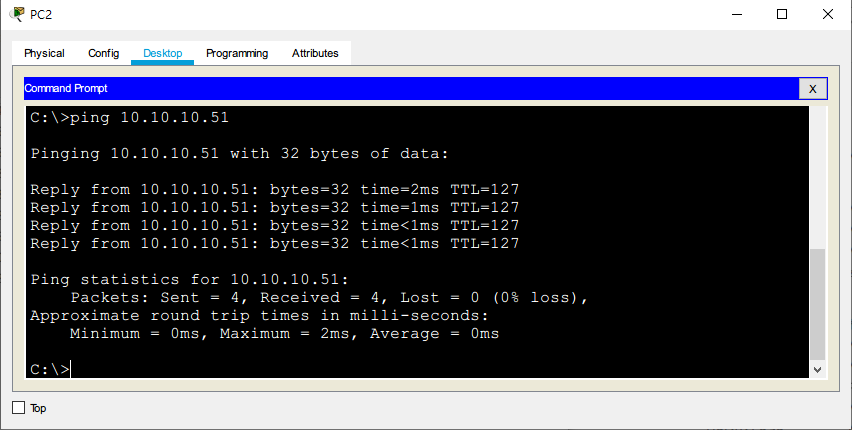 PC2
Physical Config Desktop Programming Attributes
Command Prompt X
C:\>ping 10.10.10.51
Pinging 10.10.10.51 with 32 bytes of data:
Reply from 10.10.10.51: bytes=32 time=2ms TTL=127
Reply from 10.10.10.51: bytes=32 time=1ms TTL=127
Reply from 10.10.10.51: bytes=32 time<1ms TTL=127
Reply from 10.10.10.51: bytes=32 time<1ms TTL=127
Ping statistics for 10.10.10.51:
    Packets: Sent = 4, Received = 4, Lost = 0 (0% loss),
Approximate round trip times in milli-seconds:
    Minimum = 0ms, Maximum = 2ms, Average = 0ms
C:\>
Top